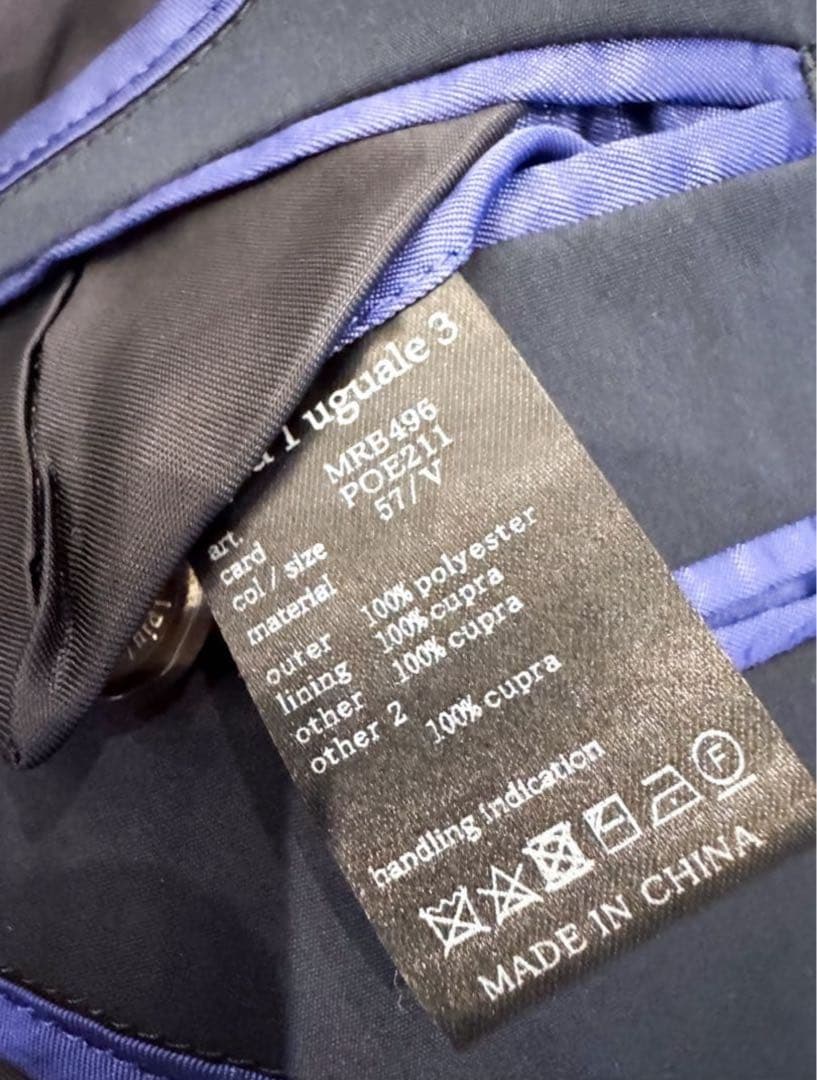 1 uguale 3
art. MRB496
card POE211
col / size 57/V
material
outer 100% polyester
lining 100% cupra
other 100% cupra
other 2 100% cupra
handling indication
F
MADE IN CHINA